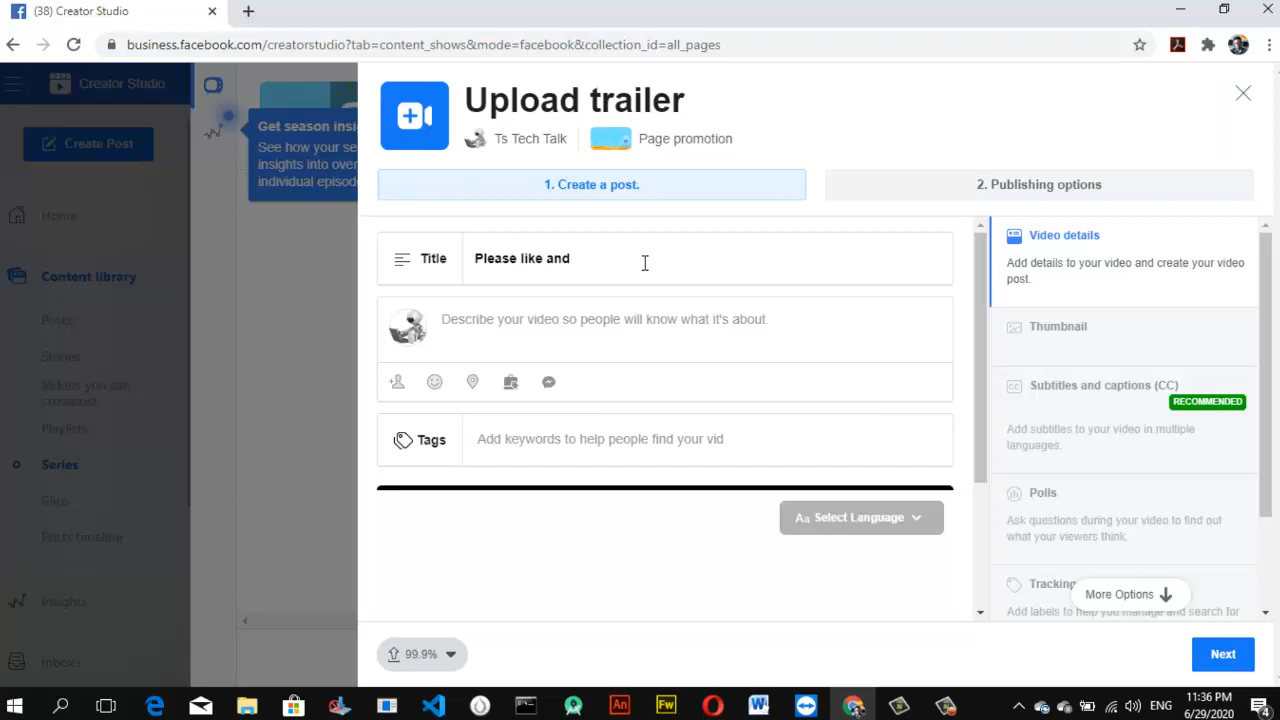 (38) Creator Studio
business.facebook.com/creatorstudio?tab=content_shows&mode=facebook&collection_id=all_pages
Creator Studio
Create Post
Home
Content library
Posts
Stories
Videos you can
crosspost
Playlists
Series
Clips
Posts timeline
Insights
Inbox
Get season insi
See how your se
insights into over
individual episod
Upload trailer
Ts Tech Talk
Page promotion
1. Create a post.
2. Publishing options
Title
Please like and
Describe your video so people will know what it's about.
Tags
Add keywords to help people find your vid
Aa Select Language
Video details
Add details to your video and create your video
post.
Thumbnail
CC
Subtitles and captions (CC)
RECOMMENDED
Add subtitles to your video in multiple
languages.
Polls
Ask questions during your video to find out
what your viewers think.
Tracking
Add labels to help you manage and search for
More Options
99.9%
Next
An
Fw
ENG
11:36 PM
6/29/2020
4